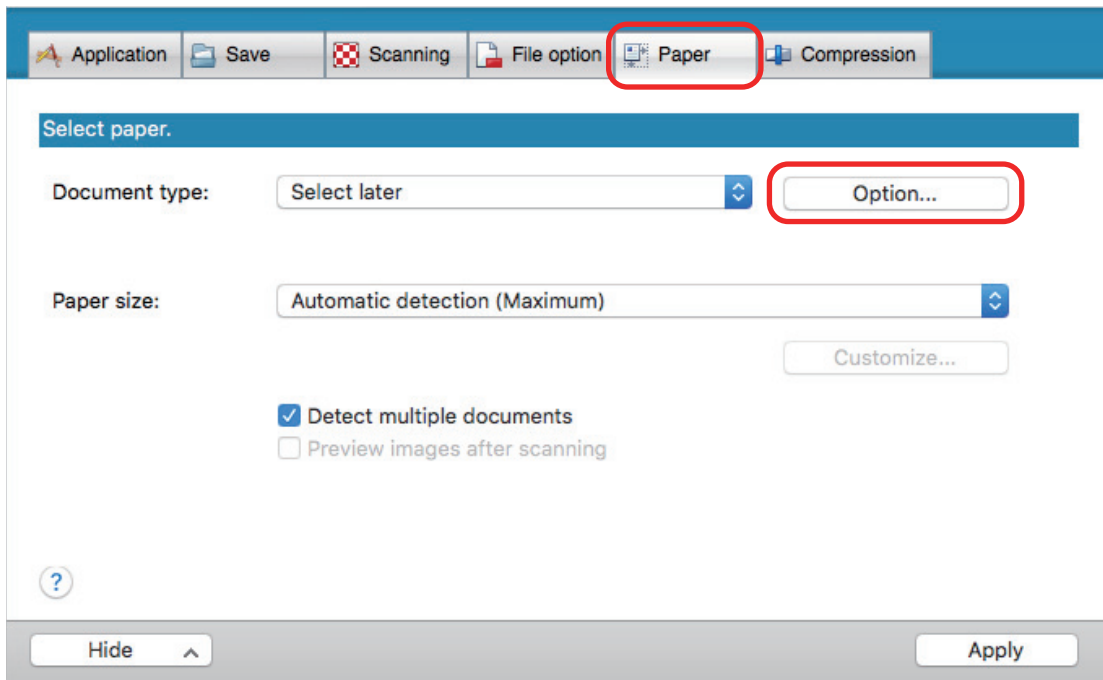 Application Save Scanning File option Paper Compression
Select paper.
Document type: Select later Option...
Paper size: Automatic detection (Maximum)
Customize...
Detect multiple documents
Preview images after scanning
?
Hide Apply